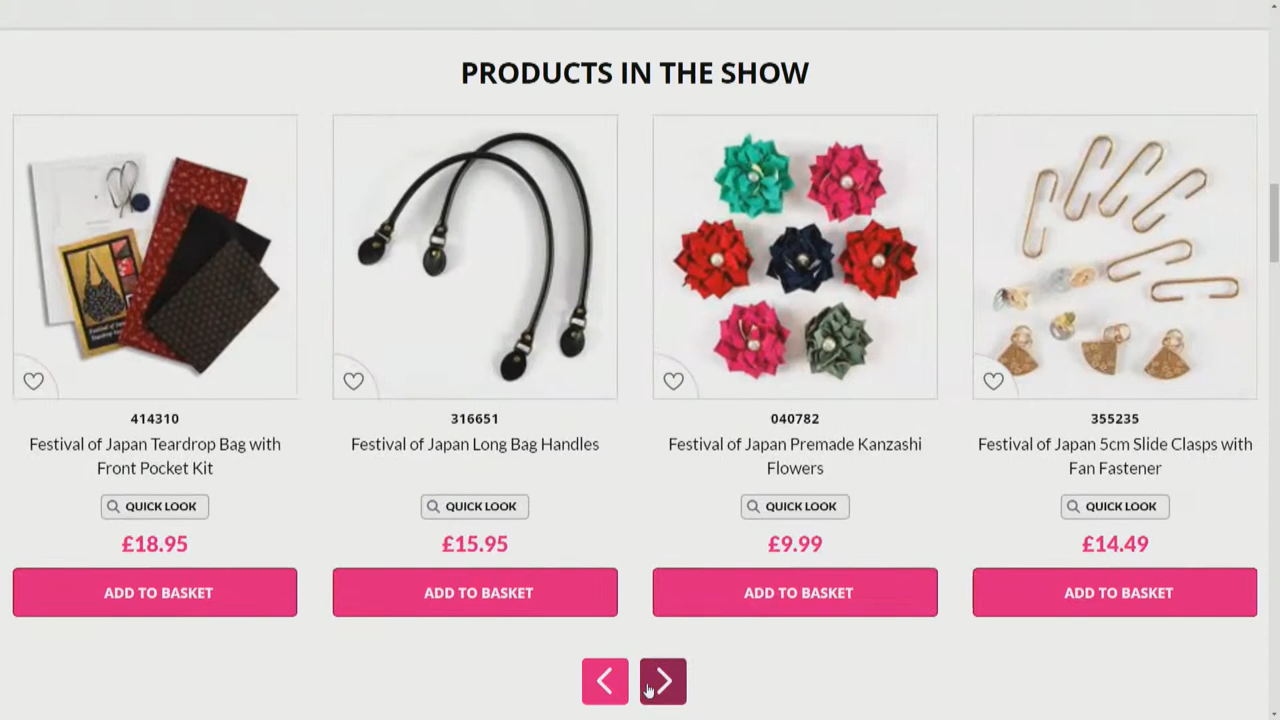 PRODUCTS IN THE SHOW
414310
Festival of Japan Teardrop Bag with
Front Pocket Kit
QUICK LOOK
£18.95
ADD TO BASKET
316651
Festival of Japan Long Bag Handles
QUICK LOOK
£15.95
ADD TO BASKET
040782
Festival of Japan Premade Kanzashi
Flowers
QUICK LOOK
£9.99
ADD TO BASKET
355235
Festival of Japan 5cm Slide Clasps with
Fan Fastener
QUICK LOOK
£14.49
ADD TO BASKET